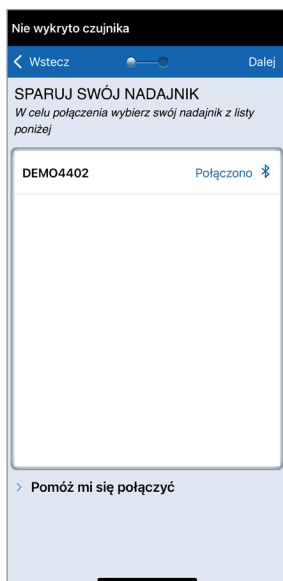 Nie wykryto czujnika
Wstecz
Dalej
SPARUJ SWÓJ NADAJNIK
W celu połączenia wybierz swój nadajnik z listy
poniżej
DEMO4402 Połączono
Pomóż mi się połączyć